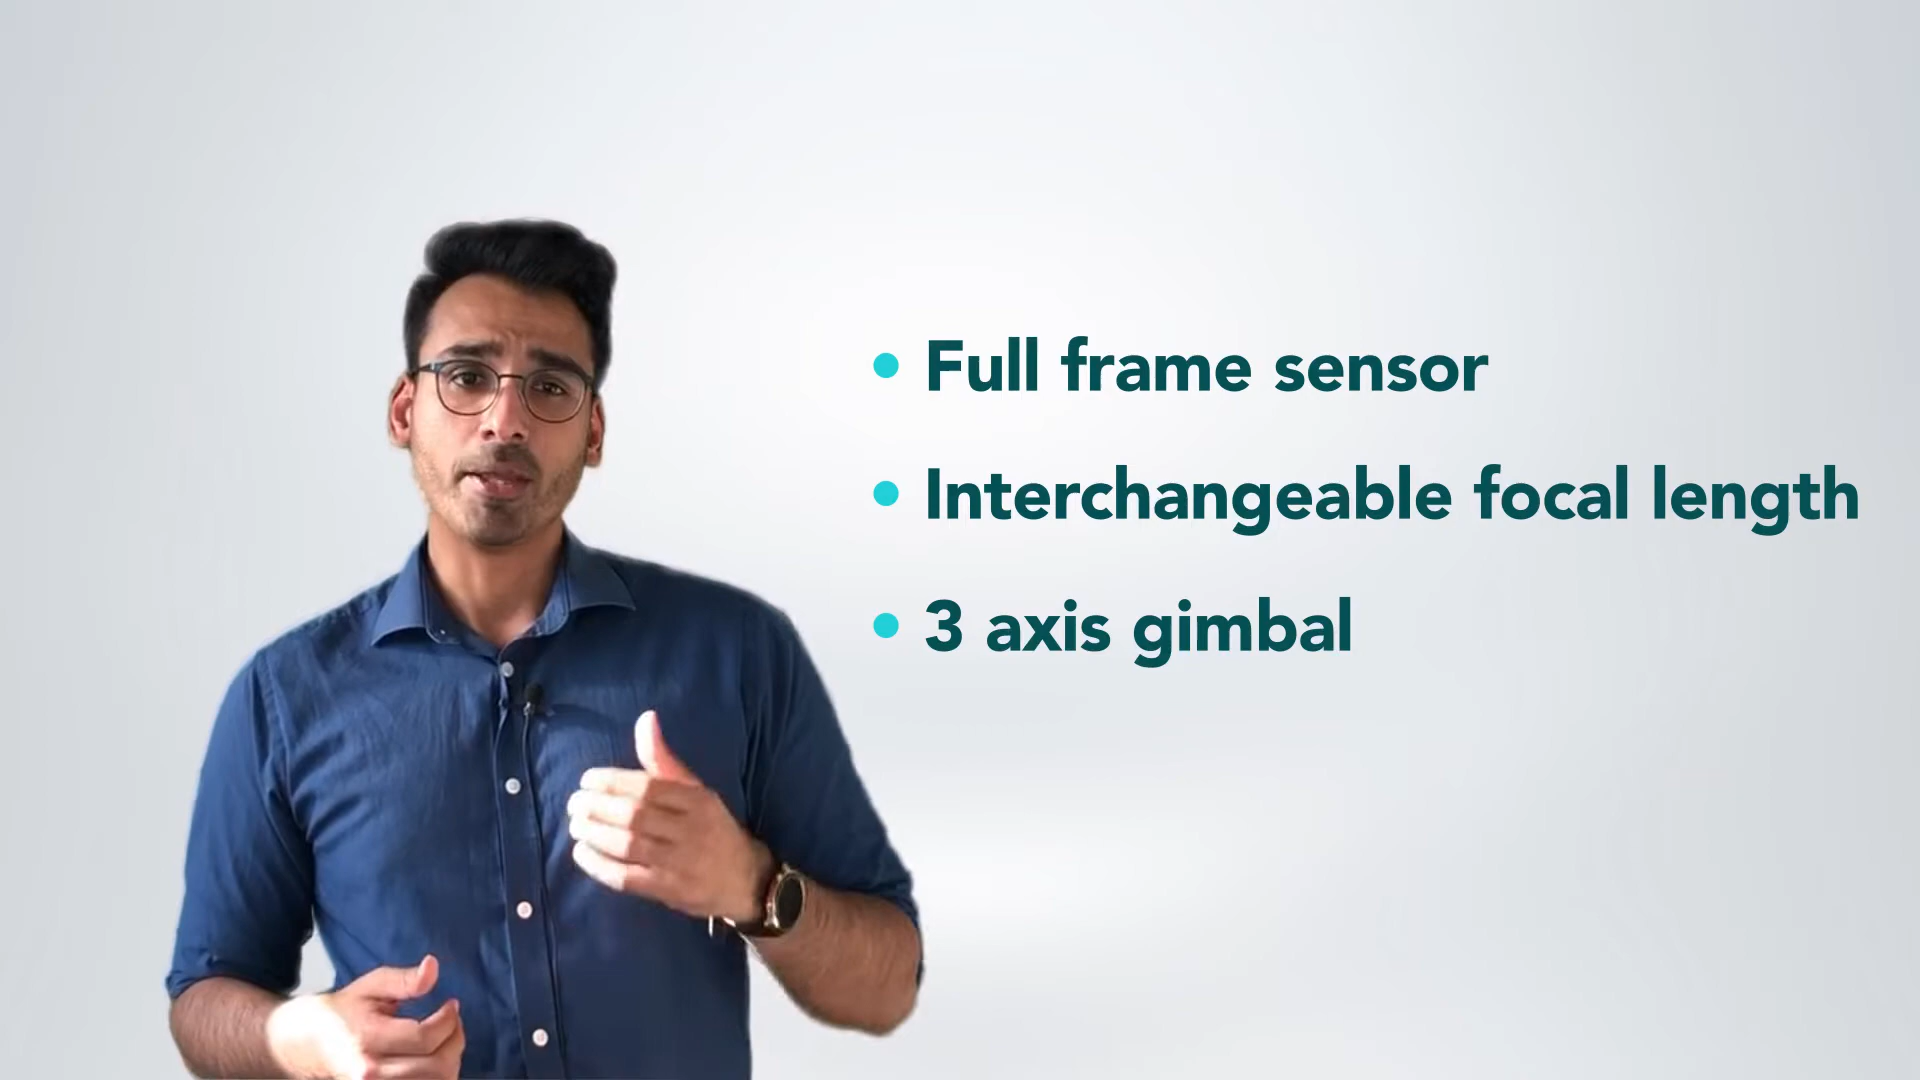 • Full frame sensor
• Interchangeable focal length
• 3 axis gimbal